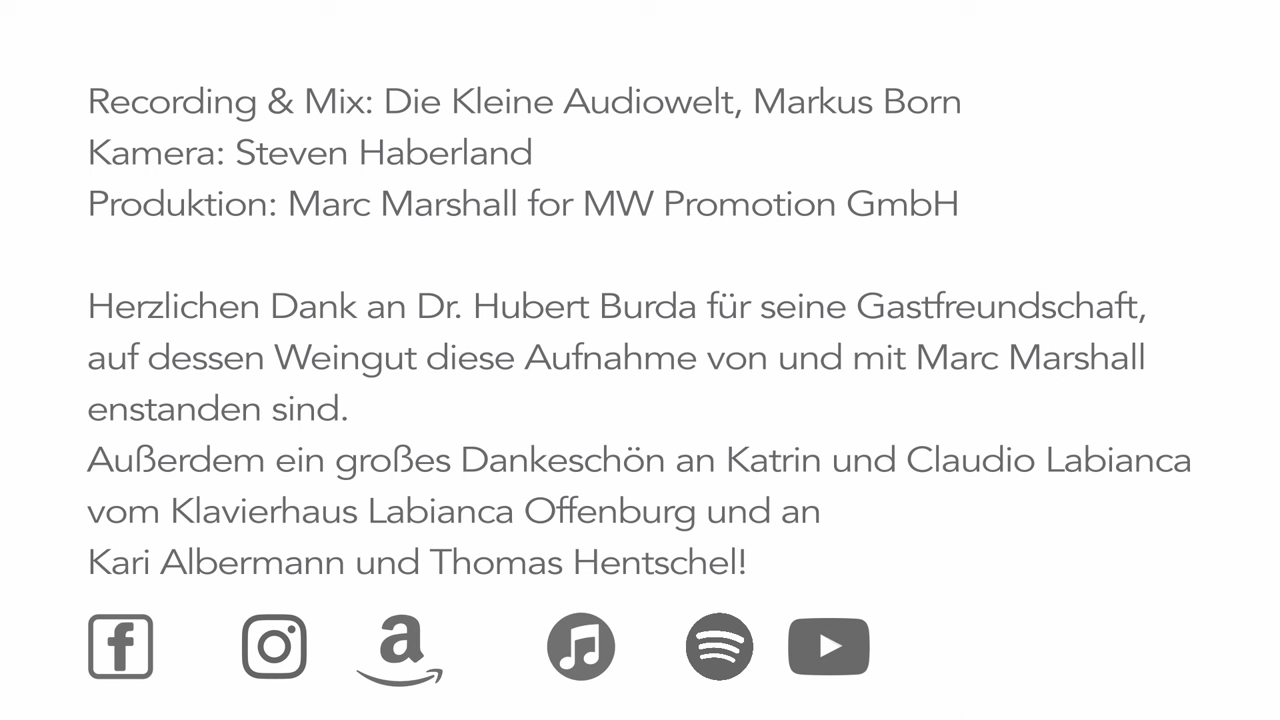 Recording & Mix: Die Kleine Audiowelt, Markus Born
Kamera: Steven Haberland
Produktion: Marc Marshall for MW Promotion GmbH
Herzlichen Dank an Dr. Hubert Burda für seine Gastfreundschaft,
auf dessen Weingut diese Aufnahme von und mit Marc Marshall
enstanden sind.
Außerdem ein großes Dankeschön an Katrin und Claudio Labianca
vom Klavierhaus Labianca Offenburg und an
Kari Albermann und Thomas Hentschel!